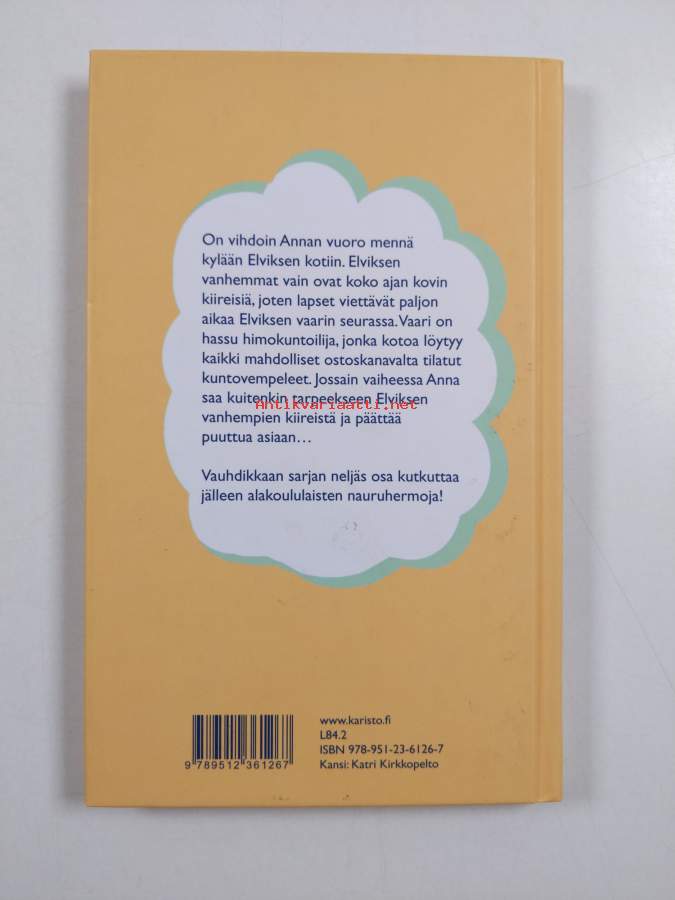 On vihdoin Annan vuoro mennä
kylään Elviksen kotiin. Elviksen
vanhemmat vain ovat koko ajan kovin
kiireisiä, joten lapset viettävät paljon
aikaa Elviksen vaarin seurassa. Vaari on
hassu himokuntoilija, jonka kotoa löytyy
kaikki mahdolliset ostoskanavalta tilatut
kuntovempeleet. Jossain vaiheessa Anna
saa kuitenkin tarpeekseen Elviksen
Antikvariaatti.net
vanhempien kiireistä ja päättää
puuttua asiaan…
Vauhdikkaan sarjan neljäs osa kutkuttaa
jälleen alakoululaisten nauruhermoja!
www.karisto.fi
L84.2
ISBN 978-951-23-6126-7
Kansi: Katri Kirkkopelto
9 789512 361267